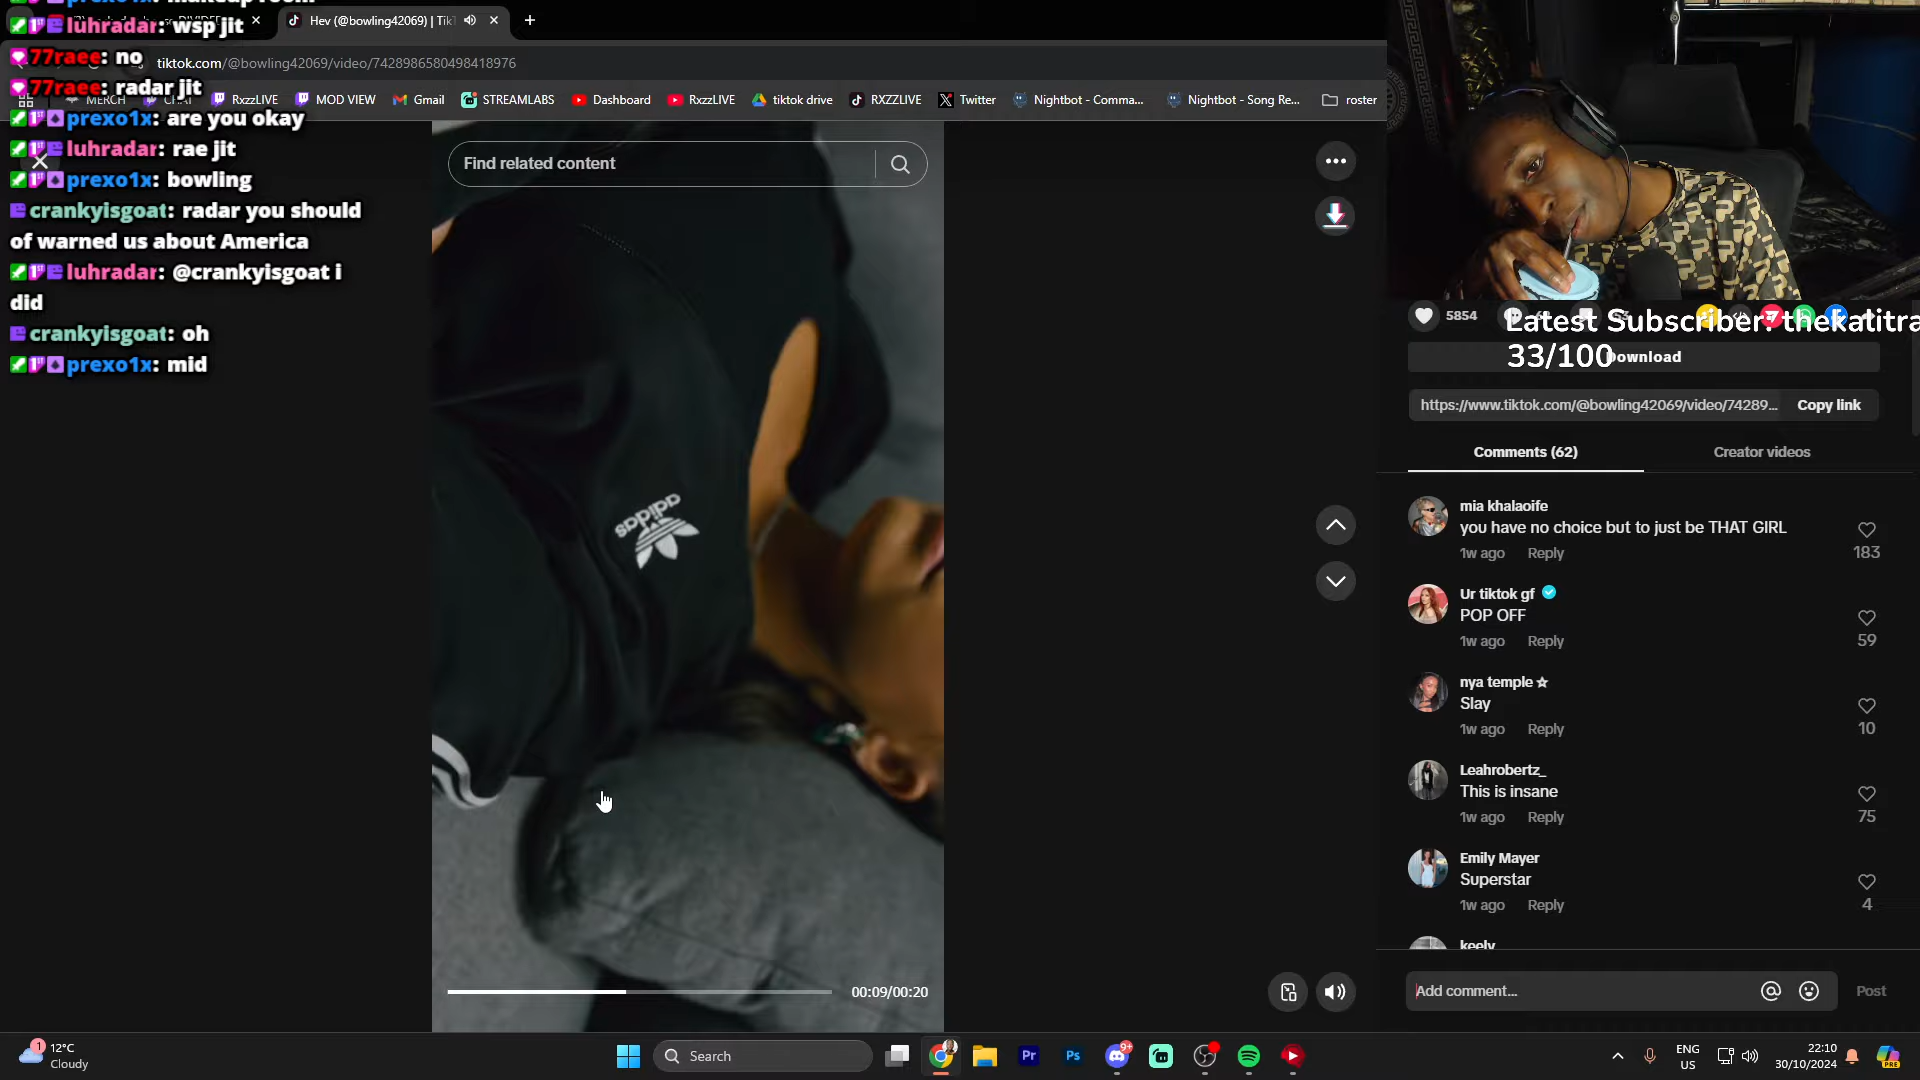 luhradar: wsp jit
77raee: no
77raee: radar jit
prexo1x: are you okay
luhradar: rae jit
prexo1x: bowling
crankyisgoat: radar you should
of warned us about America
luhradar: @crankyisgoat i
did
crankyisgoat: oh
prexo1x: mid
Hev (@bowling42069) | Tik
tiktok.com/@bowling42069/video/7428986580498418976
MERCH
CHAT
RxzzLIVE
MOD VIEW
Gmail
STREAMLABS
Dashboard
RxzzLIVE
tiktok drive
RXZZLIVE
Twitter
Nightbot - Comma...
Nightbot - Song Re...
roster
Find related content
adidas
00:09/00:20
5854
Latest Subscriber: thekatitra
33/100
Download
https://www.tiktok.com/@bowling42069/video/74289...
Copy link
Comments (62)
Creator videos
mia khalaoife
you have no choice but to just be THAT GIRL
1w ago Reply
183
Ur tiktok gf
POP OFF
1w ago Reply
59
nya temple ☆
Slay
1w ago Reply
10
Leahrobertz_
This is insane
1w ago Reply
75
Emily Mayer
Superstar
1w ago Reply
4
keely
Add comment...
Post
1
12°C
Cloudy
Search
Pr
Ps
9+
ENG
US
22:10
30/10/2024
PRE